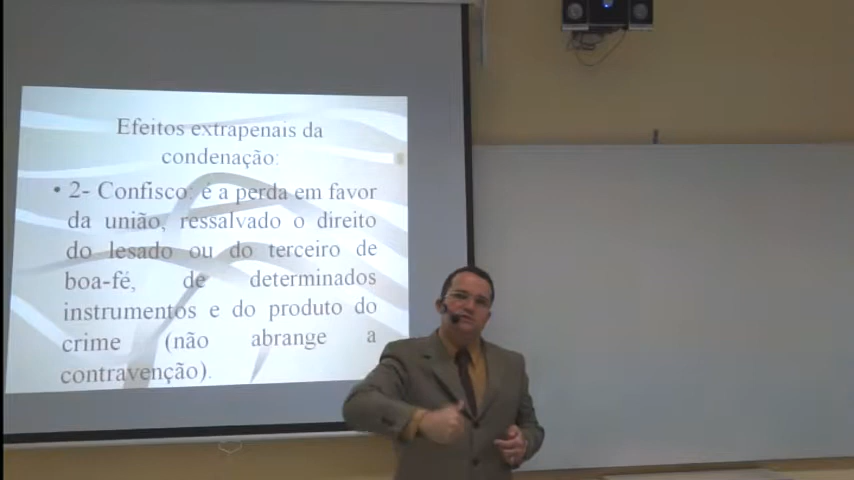 Efeitos extrapenais da
condenação:
• 2- Confisco: é a perda em favor
da união, ressalvado o direito
do lesado ou do terceiro de
boa-fé, de determinados
instrumentos e do produto do
crime (não abrange a
contravenção).